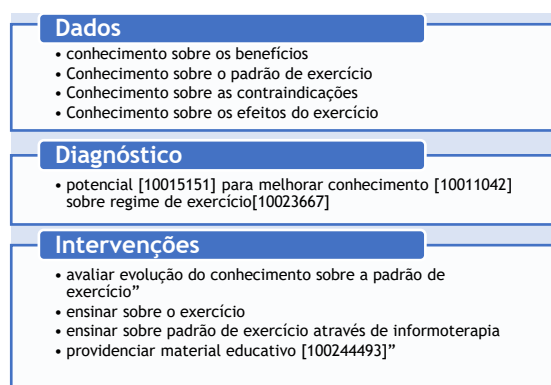 Dados
• conhecimento sobre os benefícios
• Conhecimento sobre o padrão de exercício
• Conhecimento sobre as contraindicações
• Conhecimento sobre os efeitos do exercício
Diagnóstico
• potencial [10015151] para melhorar conhecimento [10011042]
sobre regime de exercício[10023667]
Intervenções
• avaliar evolução do conhecimento sobre a padrão de
exercício”
• ensinar sobre o exercício
• ensinar sobre padrão de exercício através de informoterapia
• providenciar material educativo [100244493]”